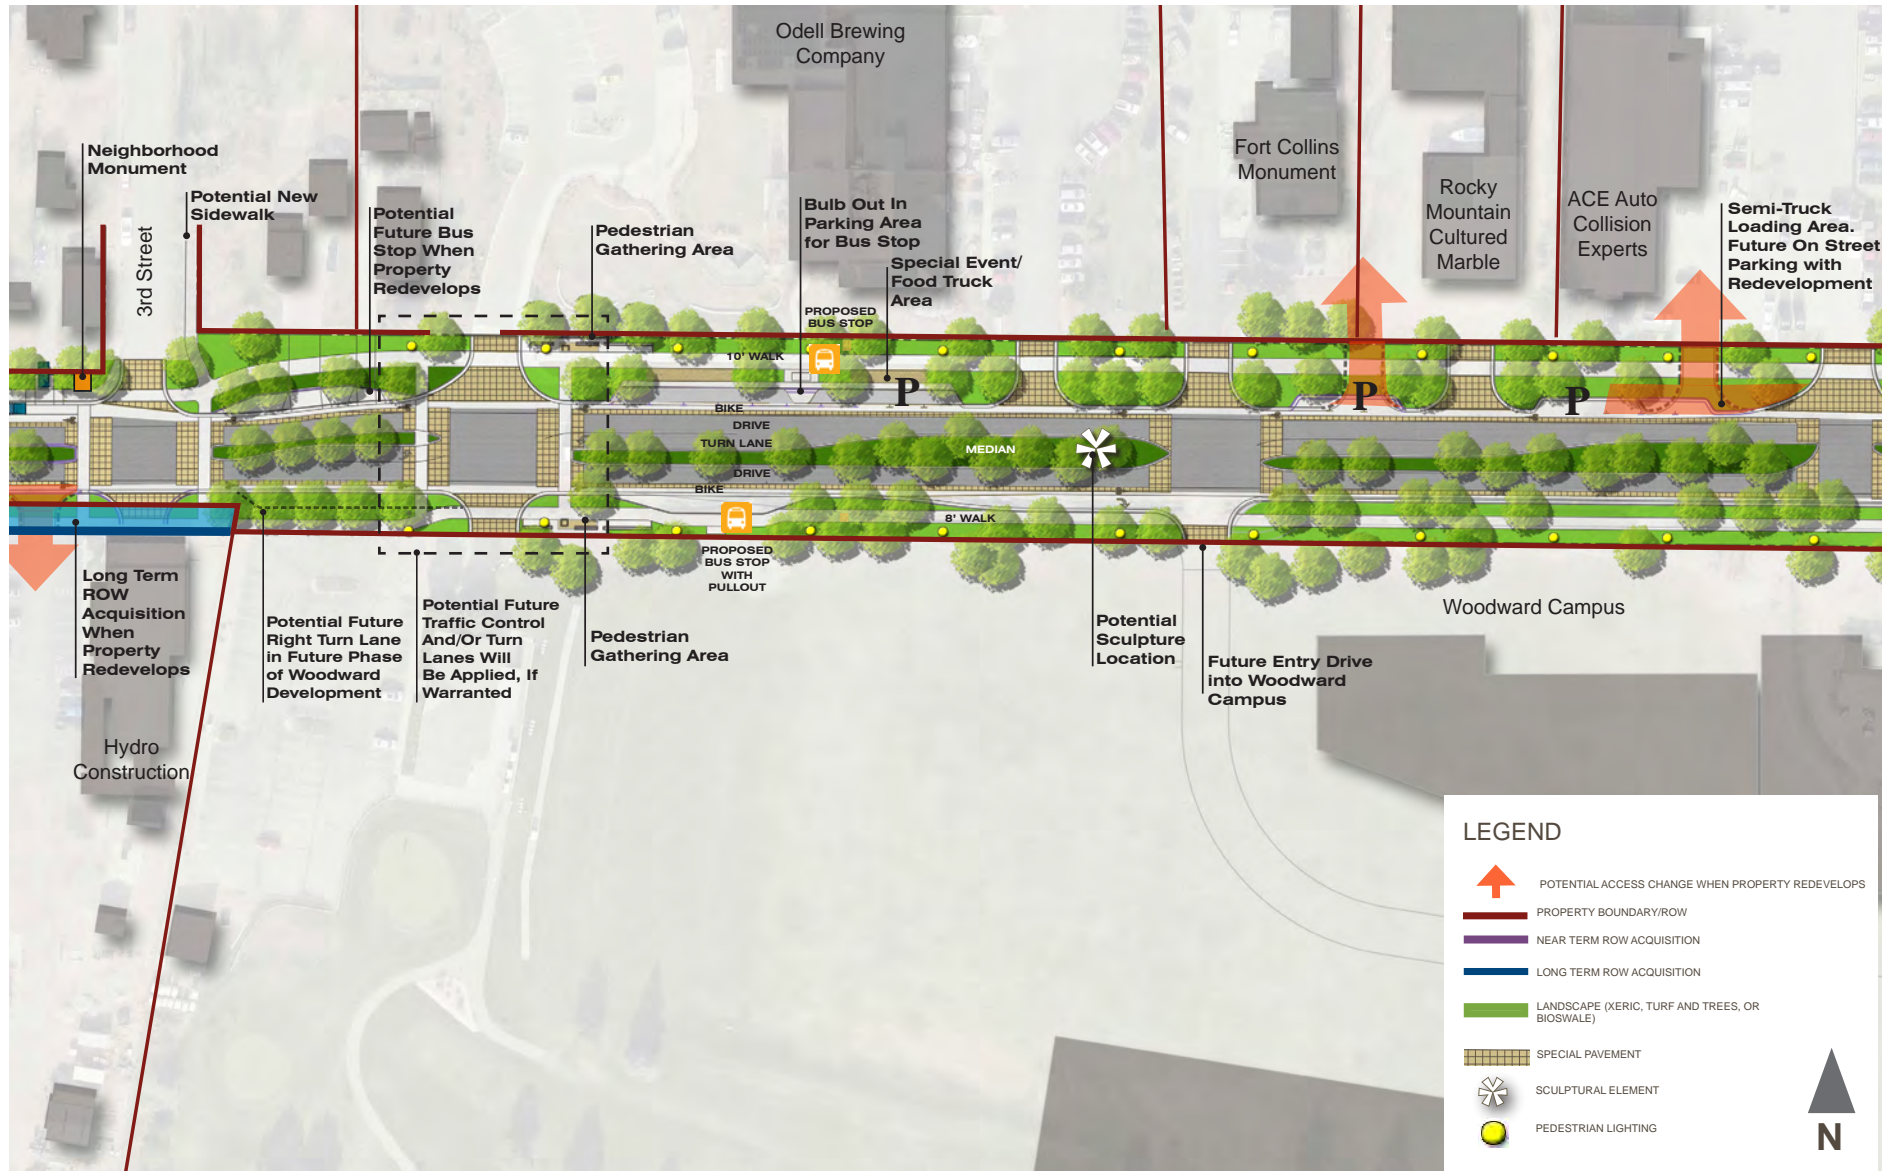 Odell Brewing
Company
Neighborhood
Monument
Potential New
Sidewalk
3rd Street
Potential
Future Bus
Stop When
Property
Redevelops
Pedestrian
Gathering Area
Bulb Out In
Parking Area
for Bus Stop
Special Event/
Food Truck
Area
Fort Collins
Monument
Rocky
Mountain
Cultured
Marble
ACE Auto
Collision
Experts
Semi-Truck
Loading Area.
Future On Street
Parking with
Redevelopment
PROPOSED
BUS STOP
10' WALK
P
P
P
BIKE
DRIVE
TURN LANE
MEDIAN
DRIVE
BIKE
8' WALK
PROPOSED
BUS STOP
WITH
PULLOUT
Long Term
ROW
Acquisition
When
Property
Redevelops
Potential Future
Right Turn Lane
in Future Phase
of Woodward
Development
Potential Future
Traffic Control
And/Or Turn
Lanes Will
Be Applied, If
Warranted
Pedestrian
Gathering Area
Potential
Sculpture
Location
Future Entry Drive
into Woodward
Campus
Woodward Campus
Hydro
Construction
LEGEND
POTENTIAL ACCESS CHANGE WHEN PROPERTY REDEVELOPS
PROPERTY BOUNDARY/ROW
NEAR TERM ROW ACQUISITION
LONG TERM ROW ACQUISITION
LANDSCAPE (XERIC, TURF AND TREES, OR
BIOSWALE)
SPECIAL PAVEMENT
SCULPTURAL ELEMENT
PEDESTRIAN LIGHTING
N